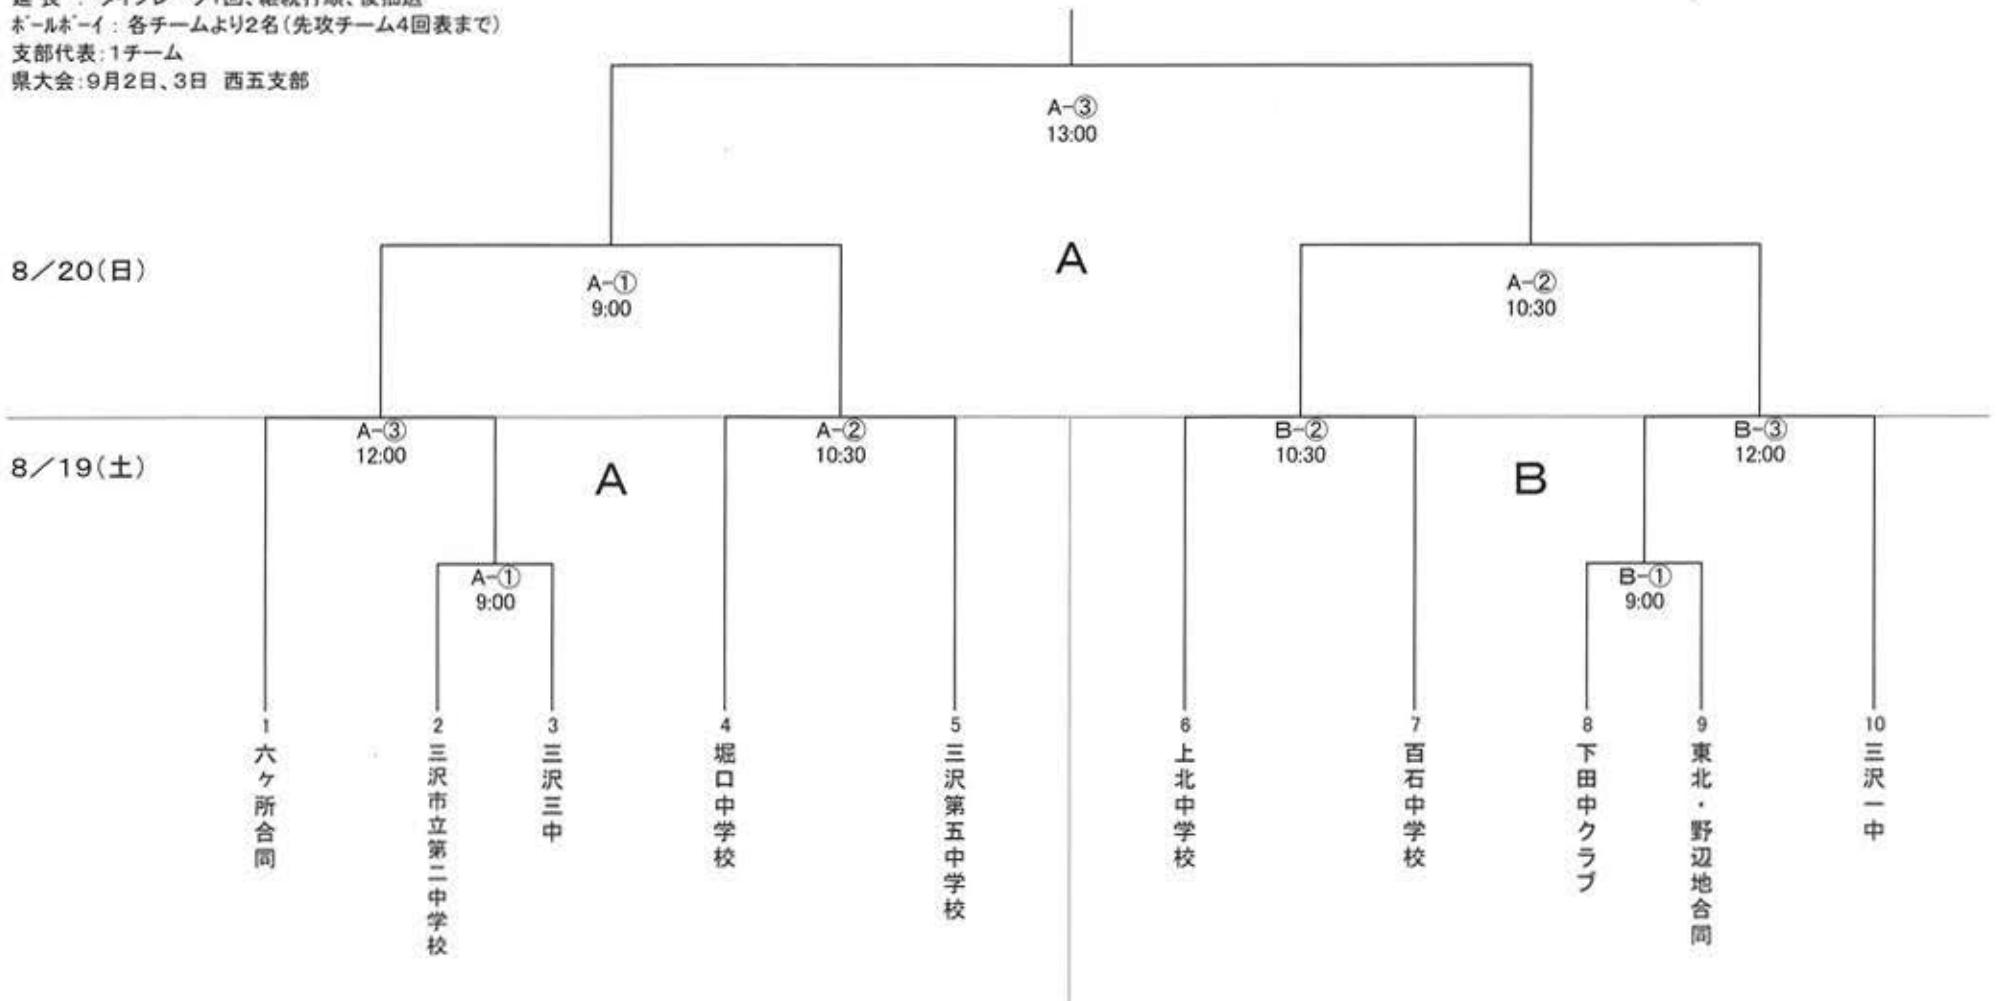 ﾎﾞｰﾙﾎﾞｰｲ : 各チームより2名(先攻チーム4回表まで)
支部代表:1チーム
県大会:9月2日、3日 西五支部
A-③
13:00
8/20(日)
A
A-①
9:00
A-②
10:30
8/19(土)
A-③
12:00
A-②
10:30
B-②
10:30
B-③
12:00
A
B
A-①
9:00
B-①
9:00
1
六ヶ所合同
2
三沢市立第二中学校
3
三沢三中
4
堀口中学校
5
三沢第五中学校
6
上北中学校
7
百石中学校
8
下田中クラブ
9
東北・野辺地合同
10
三沢一中